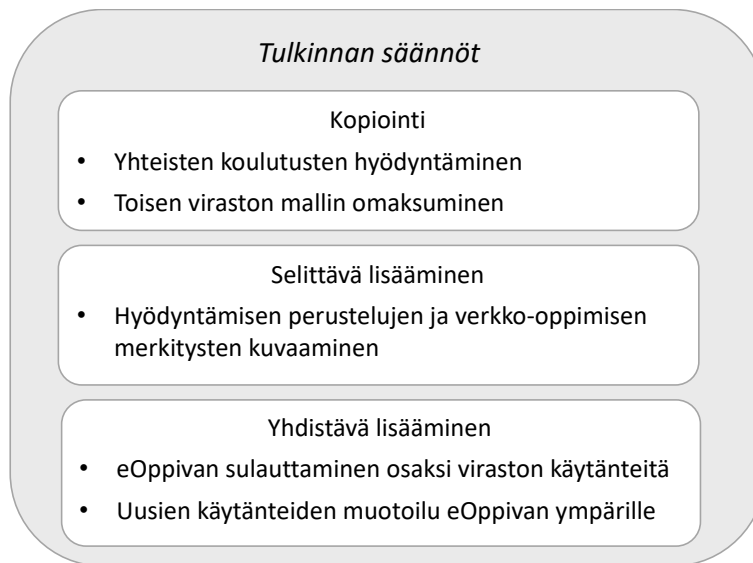 Tulkinnan säännöt
Kopiointi
• Yhteisten koulutusten hyödyntäminen
• Toisen viraston mallin omaksuminen
Selittävä lisääminen
• Hyödyntämisen perustelujen ja verkko-oppimisen
merkitysten kuvaaminen
Yhdistävä lisääminen
• eOppivan sulauttaminen osaksi viraston käytänteitä
• Uusien käytänteiden muotoilu eOppivan ympärille